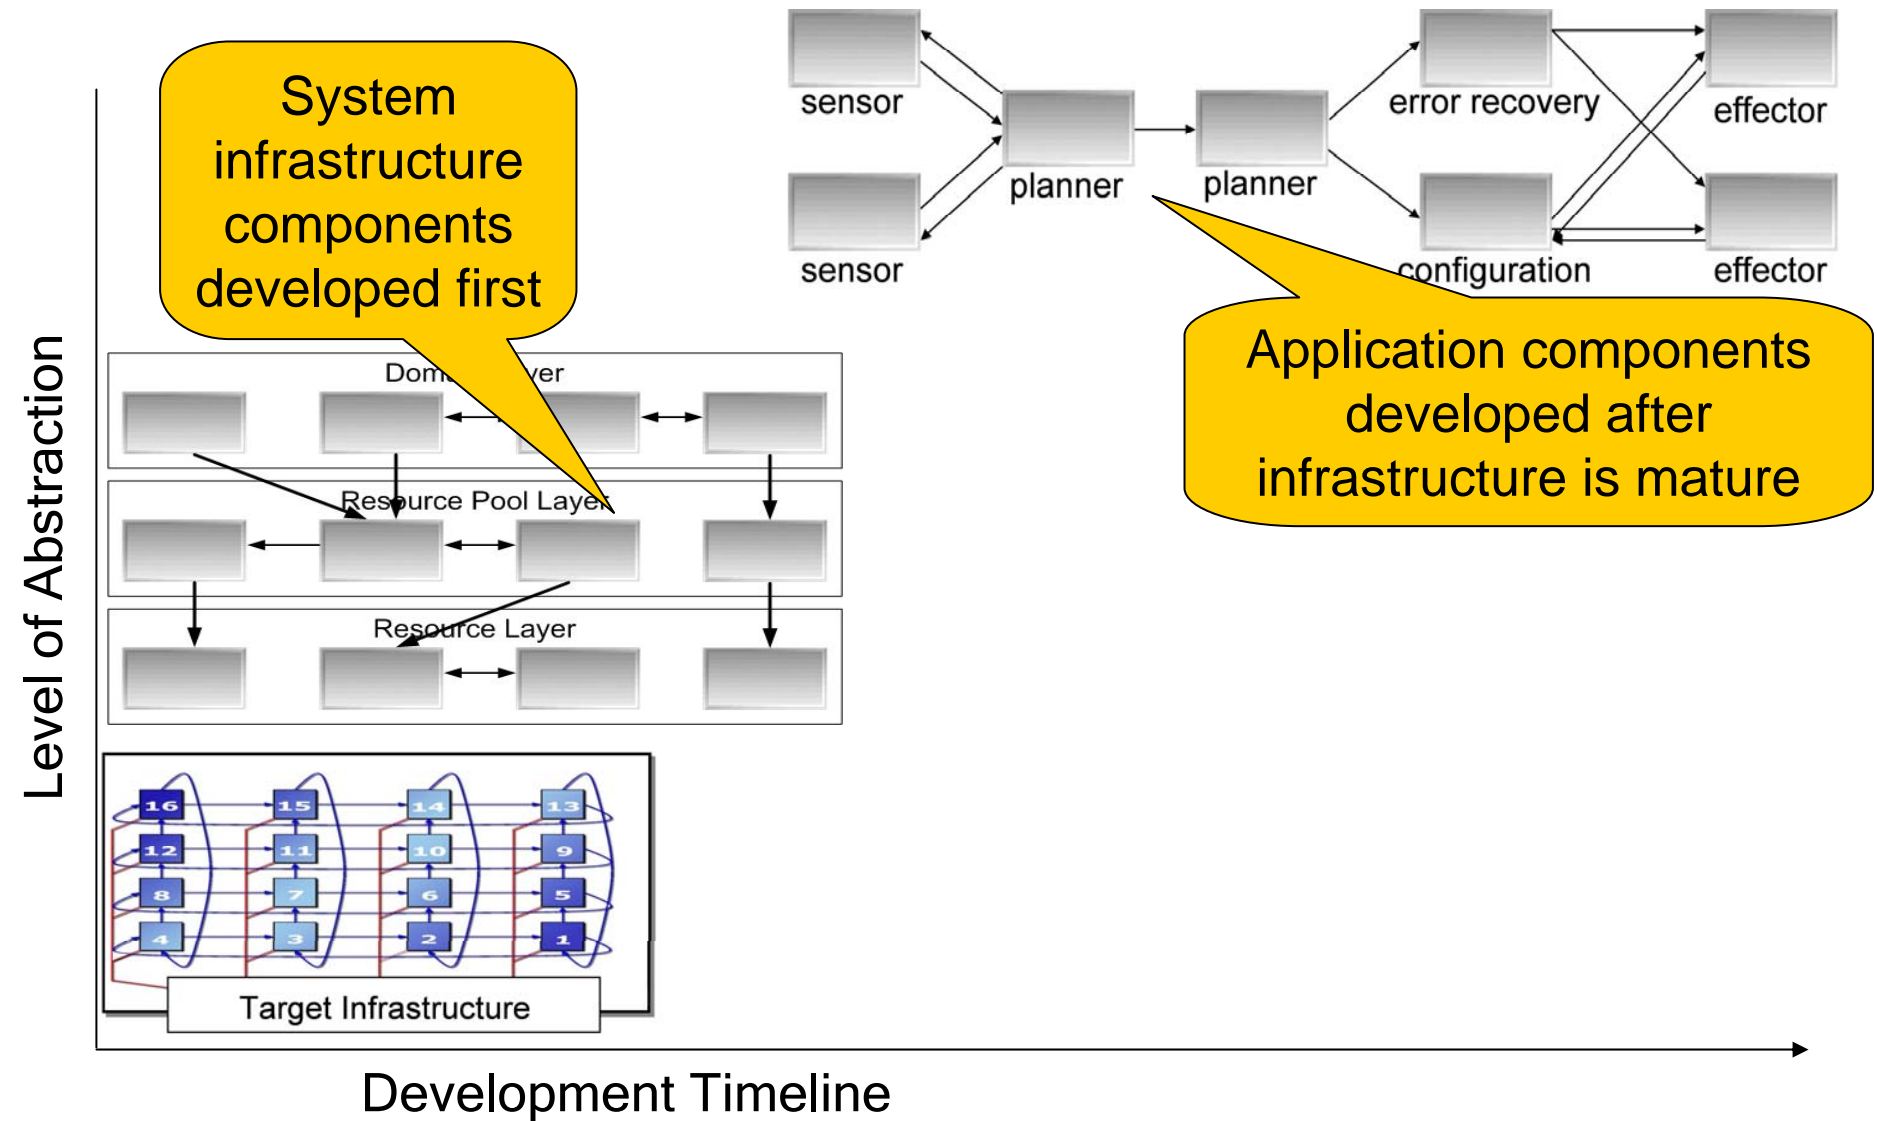 System
infrastructure
components
developed first
sensor
sensor
planner
planner
error recovery
configuration
effector
effector
Application components
developed after
infrastructure is mature
Level of Abstraction
Resource Pool Layer
Resource Layer
16 15 14 13
12 11 10 9
8 7 6 5
4 3 2 1
Target Infrastructure
Development Timeline